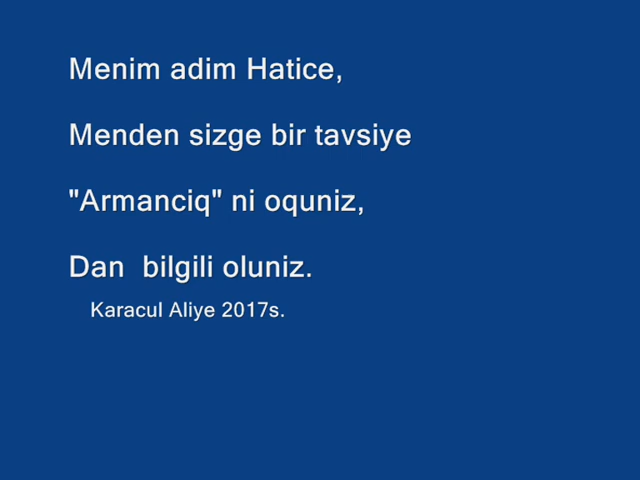 Menim adim Hatice,
Menden sizge bir tavsiye
"Armanciq" ni oquniz,
Dan bilgili oluniz.
Karacul Aliye 2017s.